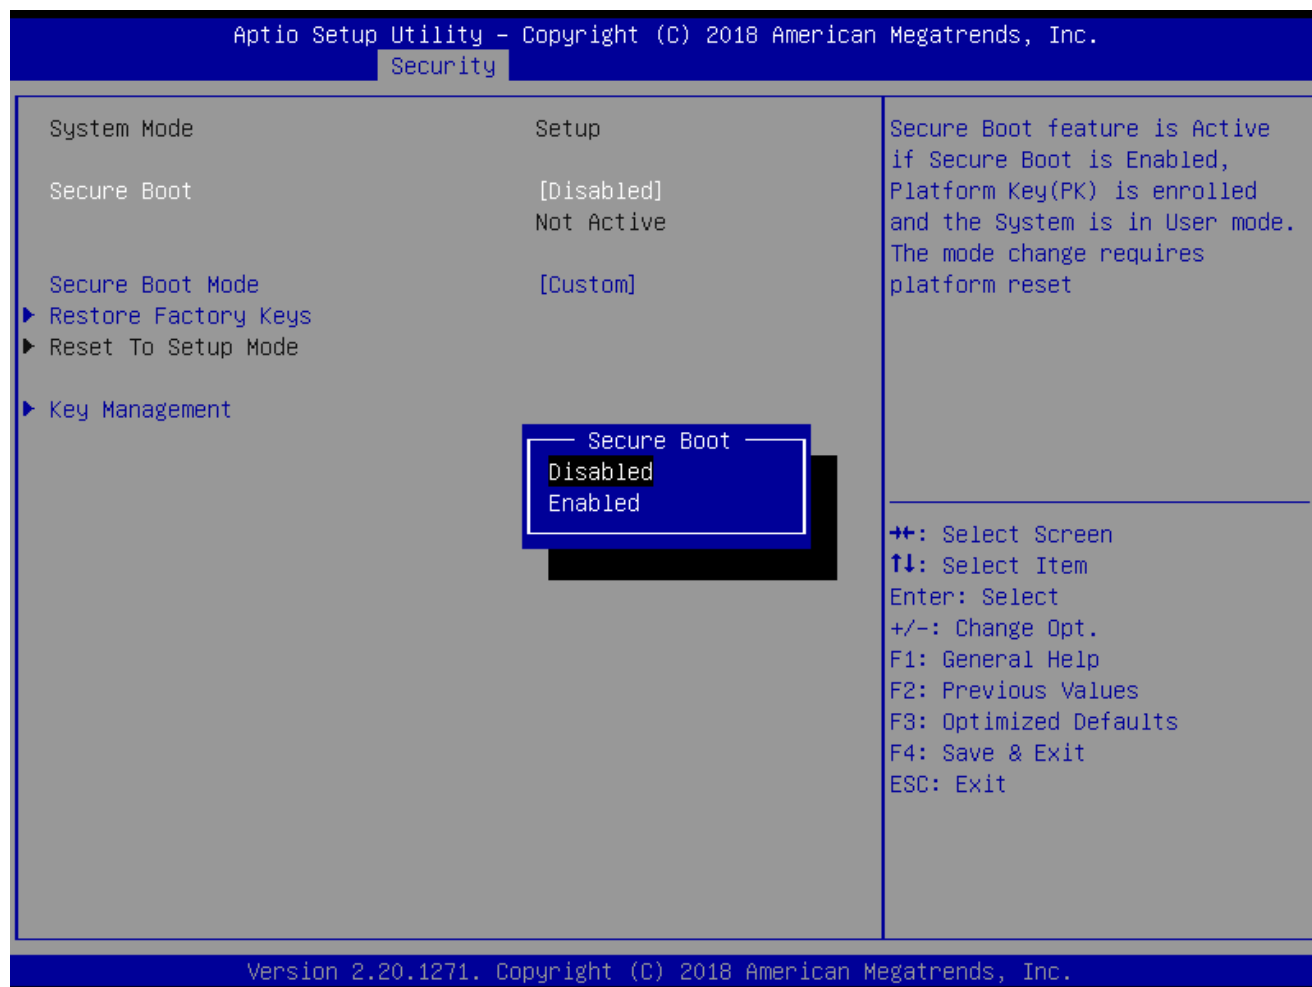 Aptio Setup Utility – Copyright (C) 2018 American Megatrends, Inc.
Security
System Mode Setup
Secure Boot [Disabled]
Not Active
Secure Boot Mode [Custom]
Restore Factory Keys
Reset To Setup Mode
Key Management
Secure Boot
Disabled
Enabled
Secure Boot feature is Active
if Secure Boot is Enabled,
Platform Key(PK) is enrolled
and the System is in User mode.
The mode change requires
platform reset
→←: Select Screen
↑↓: Select Item
Enter: Select
+/-: Change Opt.
F1: General Help
F2: Previous Values
F3: Optimized Defaults
F4: Save & Exit
ESC: Exit
Version 2.20.1271. Copyright (C) 2018 American Megatrends, Inc.